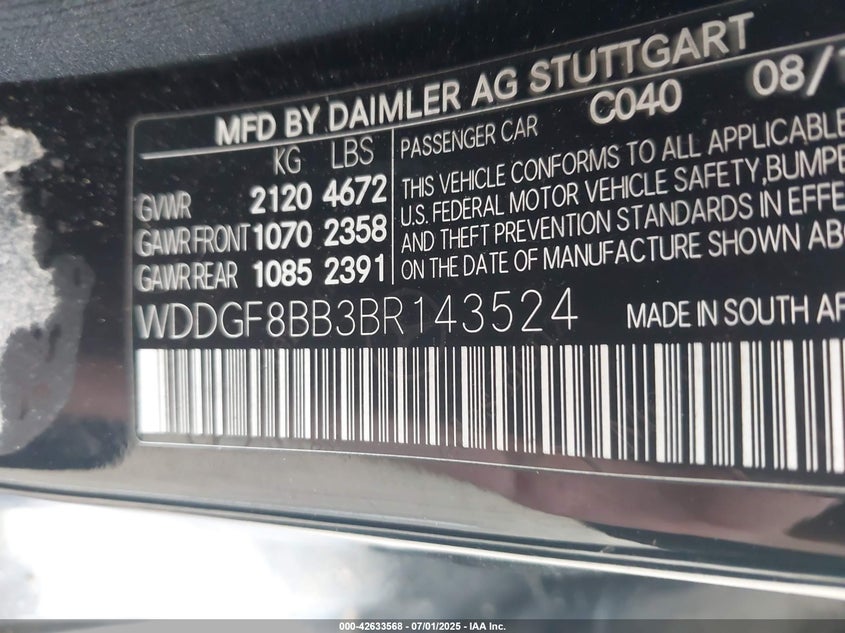 MFD BY DAIMLER AG STUTTGART
KG LBS
GVWR 2120 4672
GAWR FRONT 1070 2358
GAWR REAR 1085 2391
C040 08/1
PASSENGER CAR
THIS VEHICLE CONFORMS TO ALL APPLICABLE
U.S. FEDERAL MOTOR VEHICLE SAFETY, BUMPE
AND THEFT PREVENTION STANDARDS IN EFFE
ON THE DATE OF MANUFACTURE SHOWN ABO
WDDGF8BB3BR143524 MADE IN SOUTH AF
000-42633568 • 07/01/2025 - IAA Inc.